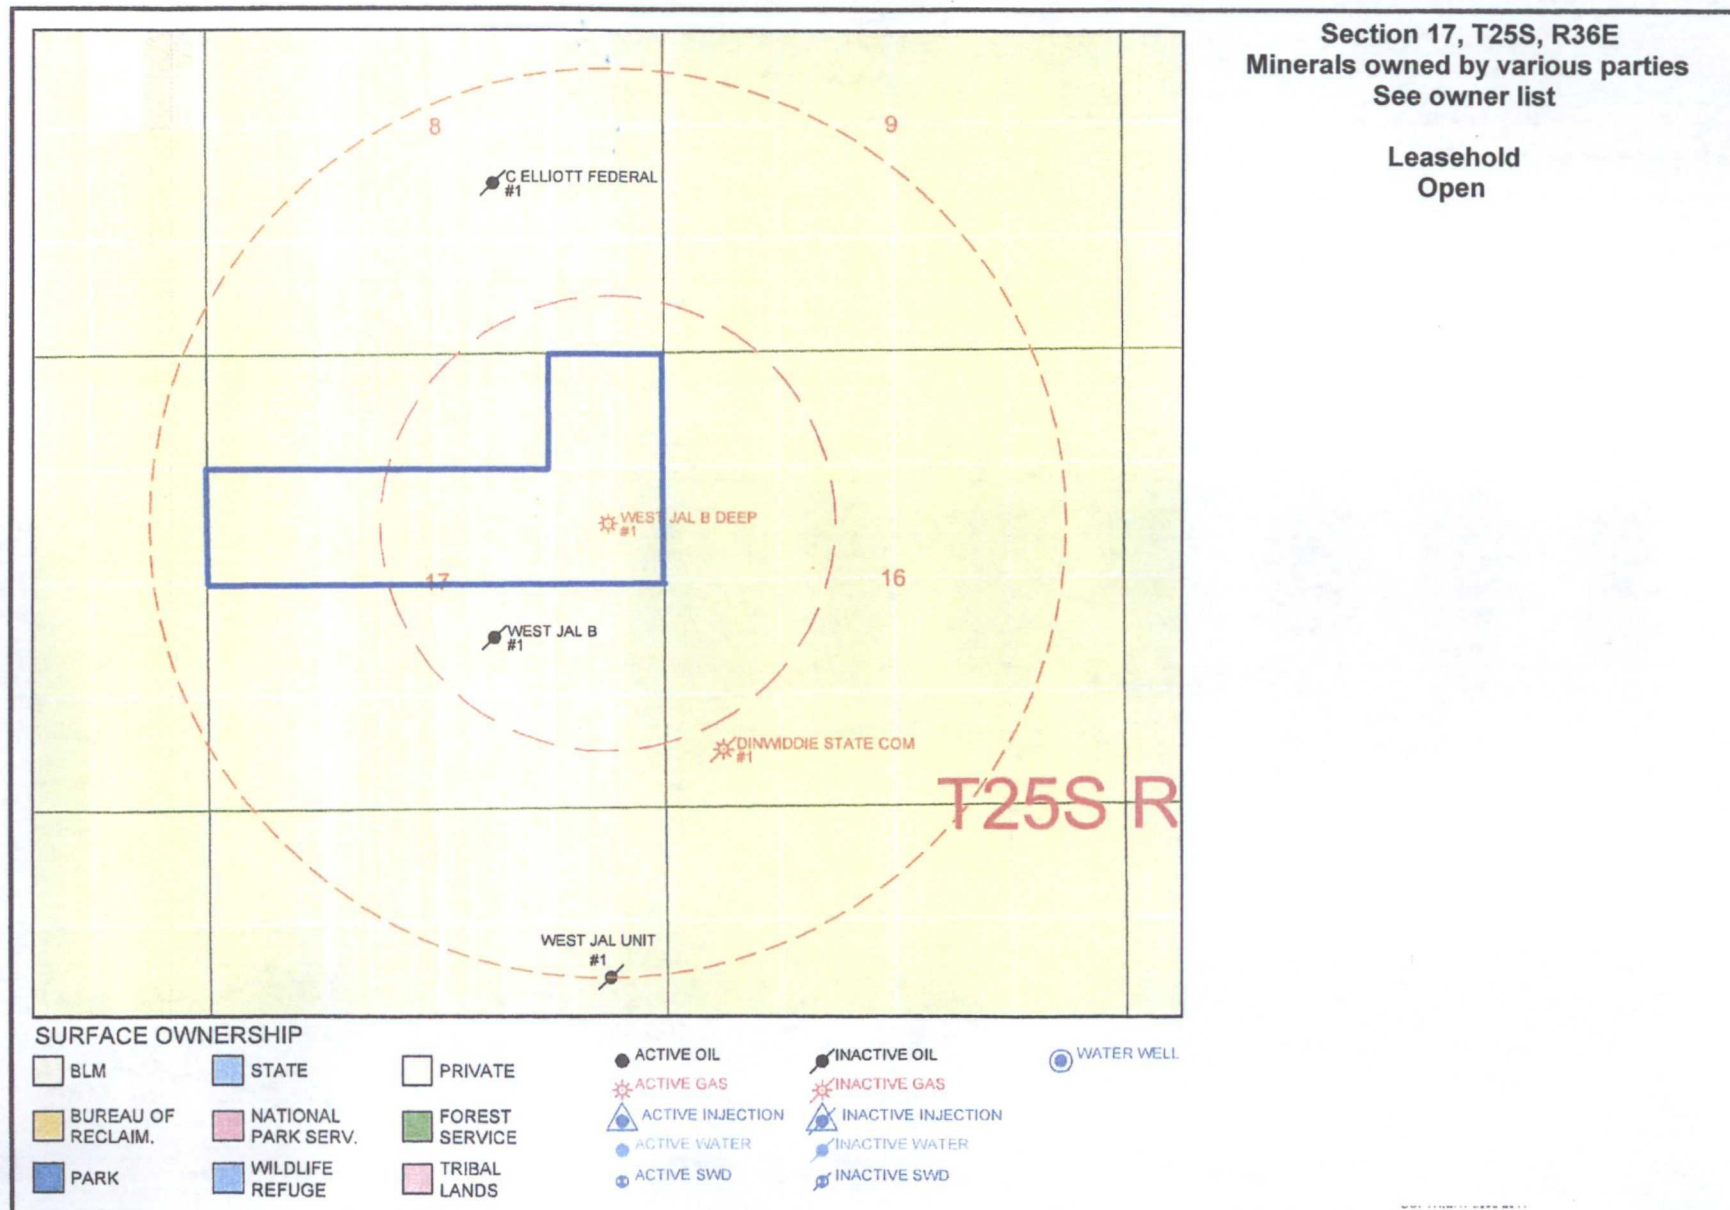 Section 17, T25S, R36E
Minerals owned by various parties
See owner list
Leasehold
Open
8
9
C ELLIOTT FEDERAL
#1
WEST JAL B DEEP
#1
17
16
WEST JAL B
#1
DINWIDDIE STATE COM
#1
T25S R
WEST JAL UNIT
#1
SURFACE OWNERSHIP
BLM
STATE
PRIVATE
BUREAU OF
RECLAIM.
NATIONAL
PARK SERV.
FOREST
SERVICE
PARK
WILDLIFE
REFUGE
TRIBAL
LANDS
ACTIVE OIL
ACTIVE GAS
ACTIVE INJECTION
ACTIVE WATER
ACTIVE SWD
INACTIVE OIL
INACTIVE GAS
INACTIVE INJECTION
INACTIVE WATER
INACTIVE SWD
WATER WELL